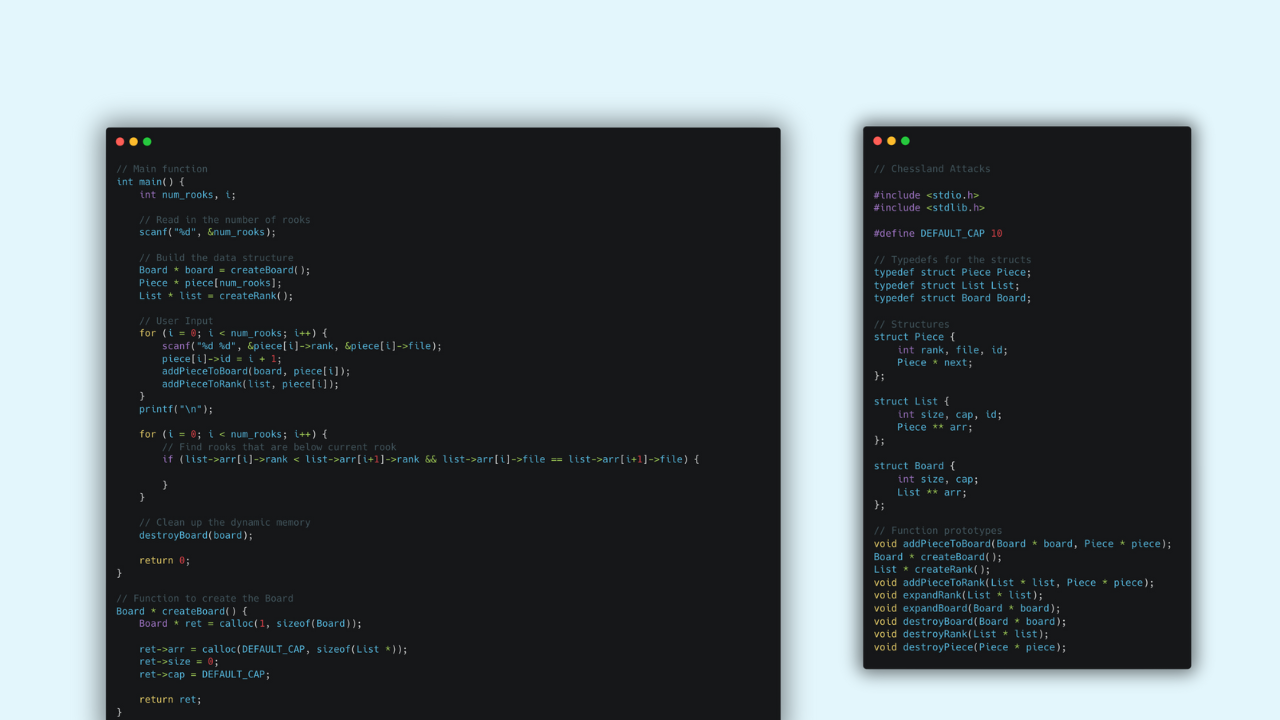 // Main function
int main() {
    int num_rooks, i;
    // Read in the number of rooks
    scanf("%d", &num_rooks);
    // Build the data structure
    Board * board = createBoard();
    Piece * piece[num_rooks];
    List * list = createRank();
    // User Input
    for (i = 0; i < num_rooks; i++) {
        scanf("%d %d", &piece[i]->rank, &piece[i]->file);
        piece[i]->id = i + 1;
        addPieceToBoard(board, piece[i]);
        addPieceToRank(list, piece[i]);
    }
    printf("\n");
    for (i = 0; i < num_rooks; i++) {
        // Find rooks that are below current rook
        if (list->arr[i]->rank < list->arr[i+1]->rank && list->arr[i]->file == list->arr[i+1]->file) {
        }
    }
    // Clean up the dynamic memory
    destroyBoard(board);
    return 0;
}
// Function to create the Board
Board * createBoard() {
    Board * ret = calloc(1, sizeof(Board));
    ret->arr = calloc(DEFAULT_CAP, sizeof(List *));
    ret->size = 0;
    ret->cap = DEFAULT_CAP;
    return ret;
}
// Chessland Attacks
#include <stdio.h>
#include <stdlib.h>
#define DEFAULT_CAP 10
// Typedefs for the structs
typedef struct Piece Piece;
typedef struct List List;
typedef struct Board Board;
// Structures
struct Piece {
    int rank, file, id;
    Piece * next;
};
struct List {
    int size, cap, id;
    Piece ** arr;
};
struct Board {
    int size, cap;
    List ** arr;
};
// Function prototypes
void addPieceToBoard(Board * board, Piece * piece);
Board * createBoard();
List * createRank();
void addPieceToRank(List * list, Piece * piece);
void expandRank(List * list);
void expandBoard(Board * board);
void destroyBoard(Board * board);
void destroyRank(List * list);
void destroyPiece(Piece * piece);